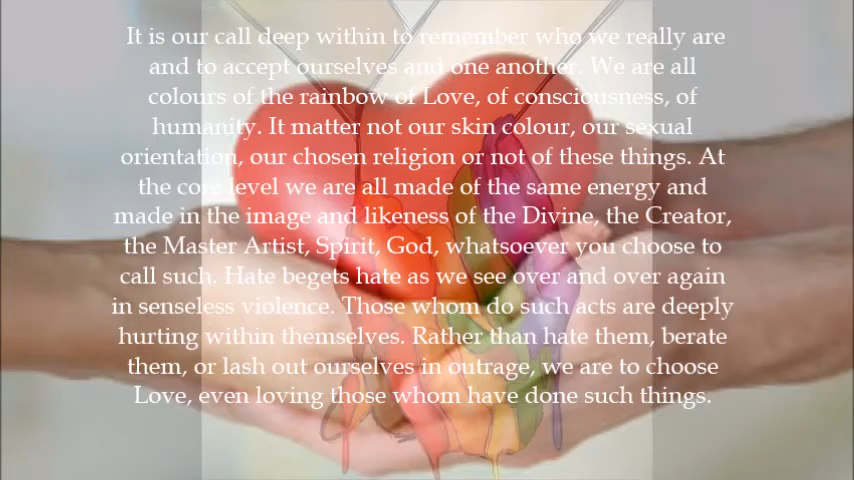 It is our call deep within to remember who we really are
and to accept ourselves and one another. We are all
colours of the rainbow of Love, of consciousness, of
humanity. It matter not our skin colour, our sexual
orientation, our chosen religion or not of these things. At
the core level we are all made of the same energy and
made in the image and likeness of the Divine, the Creator,
the Master Artist, Spirit, God, whatsoever you choose to
call such. Hate begets hate as we see over and over again
in senseless violence. Those whom do such acts are deeply
hurting within themselves. Rather than hate them, berate
them, or lash out ourselves in outrage, we are to choose
Love, even loving those whom have done such things.